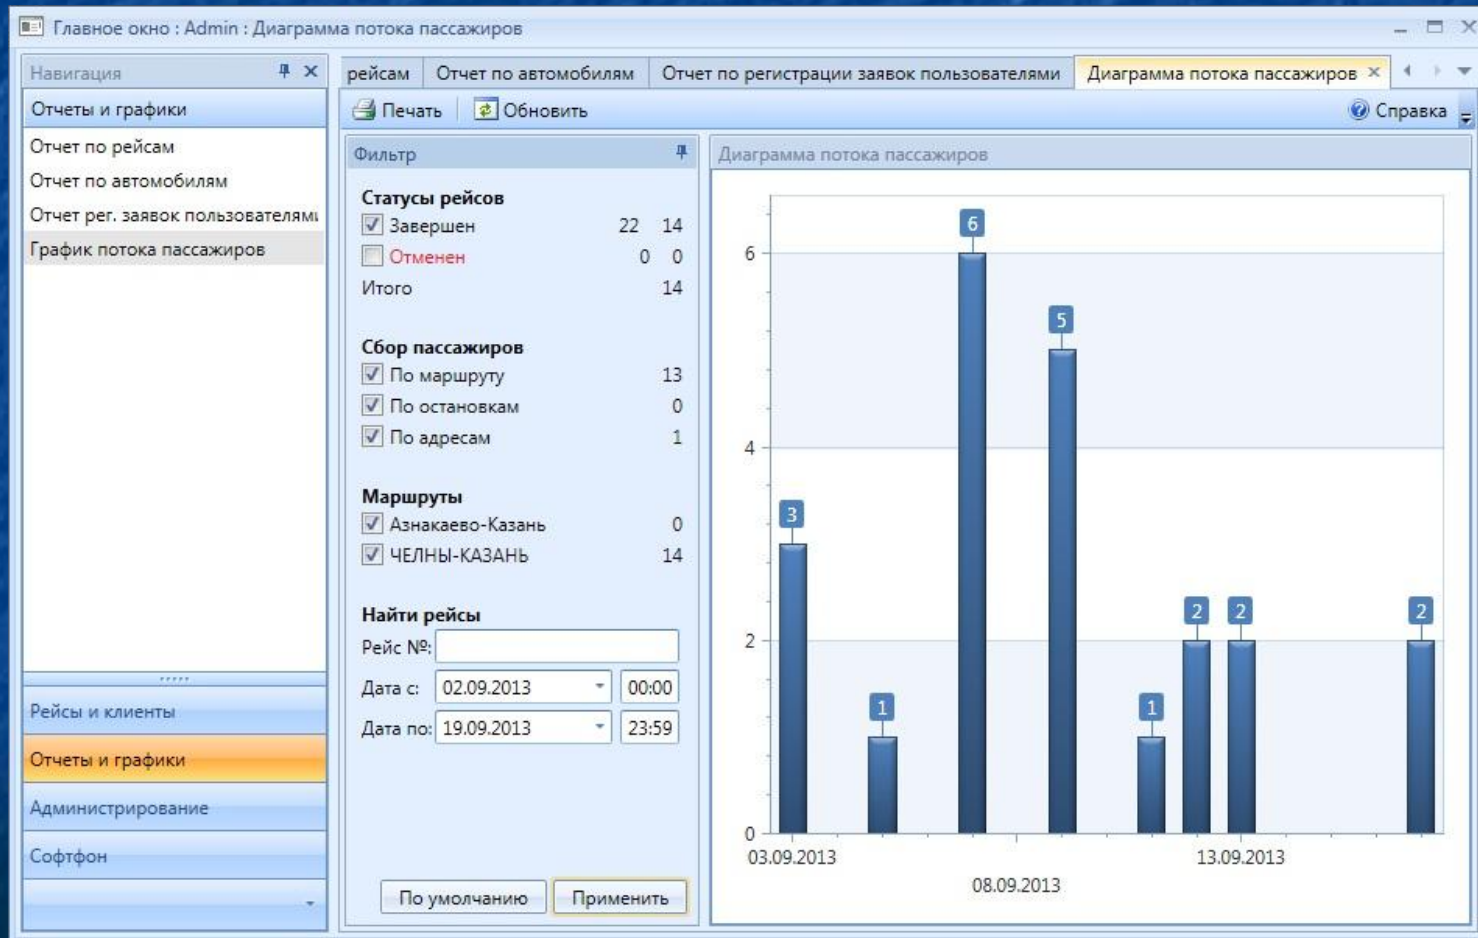 Главное окно : Admin : Диаграмма потока пассажиров
Навигация
Отчеты и графики
Отчет по рейсам
Отчет по автомобилям
Отчет рег. заявок пользователями
График потока пассажиров
Рейсы и клиенты
Отчеты и графики
Администрирование
Софтфон
рейсам Отчет по автомобилям Отчет по регистрации заявок пользователями Диаграмма потока пассажиров
Печать Обновить Справка
Фильтр
Статусы рейсов
Завершен 22 14
Отменен 0 0
Итого 14
Сбор пассажиров
По маршруту 13
По остановкам 0
По адресам 1
Маршруты
Азнакаево-Казань 0
ЧЕЛНЫ-КАЗАНЬ 14
Найти рейсы
Рейс №:
Дата с: 02.09.2013 00:00
Дата по: 19.09.2013 23:59
По умолчанию Применить
Диаграмма потока пассажиров
6
6
5
4
3
2 2 2
2
1 1
0
03.09.2013 13.09.2013
08.09.2013